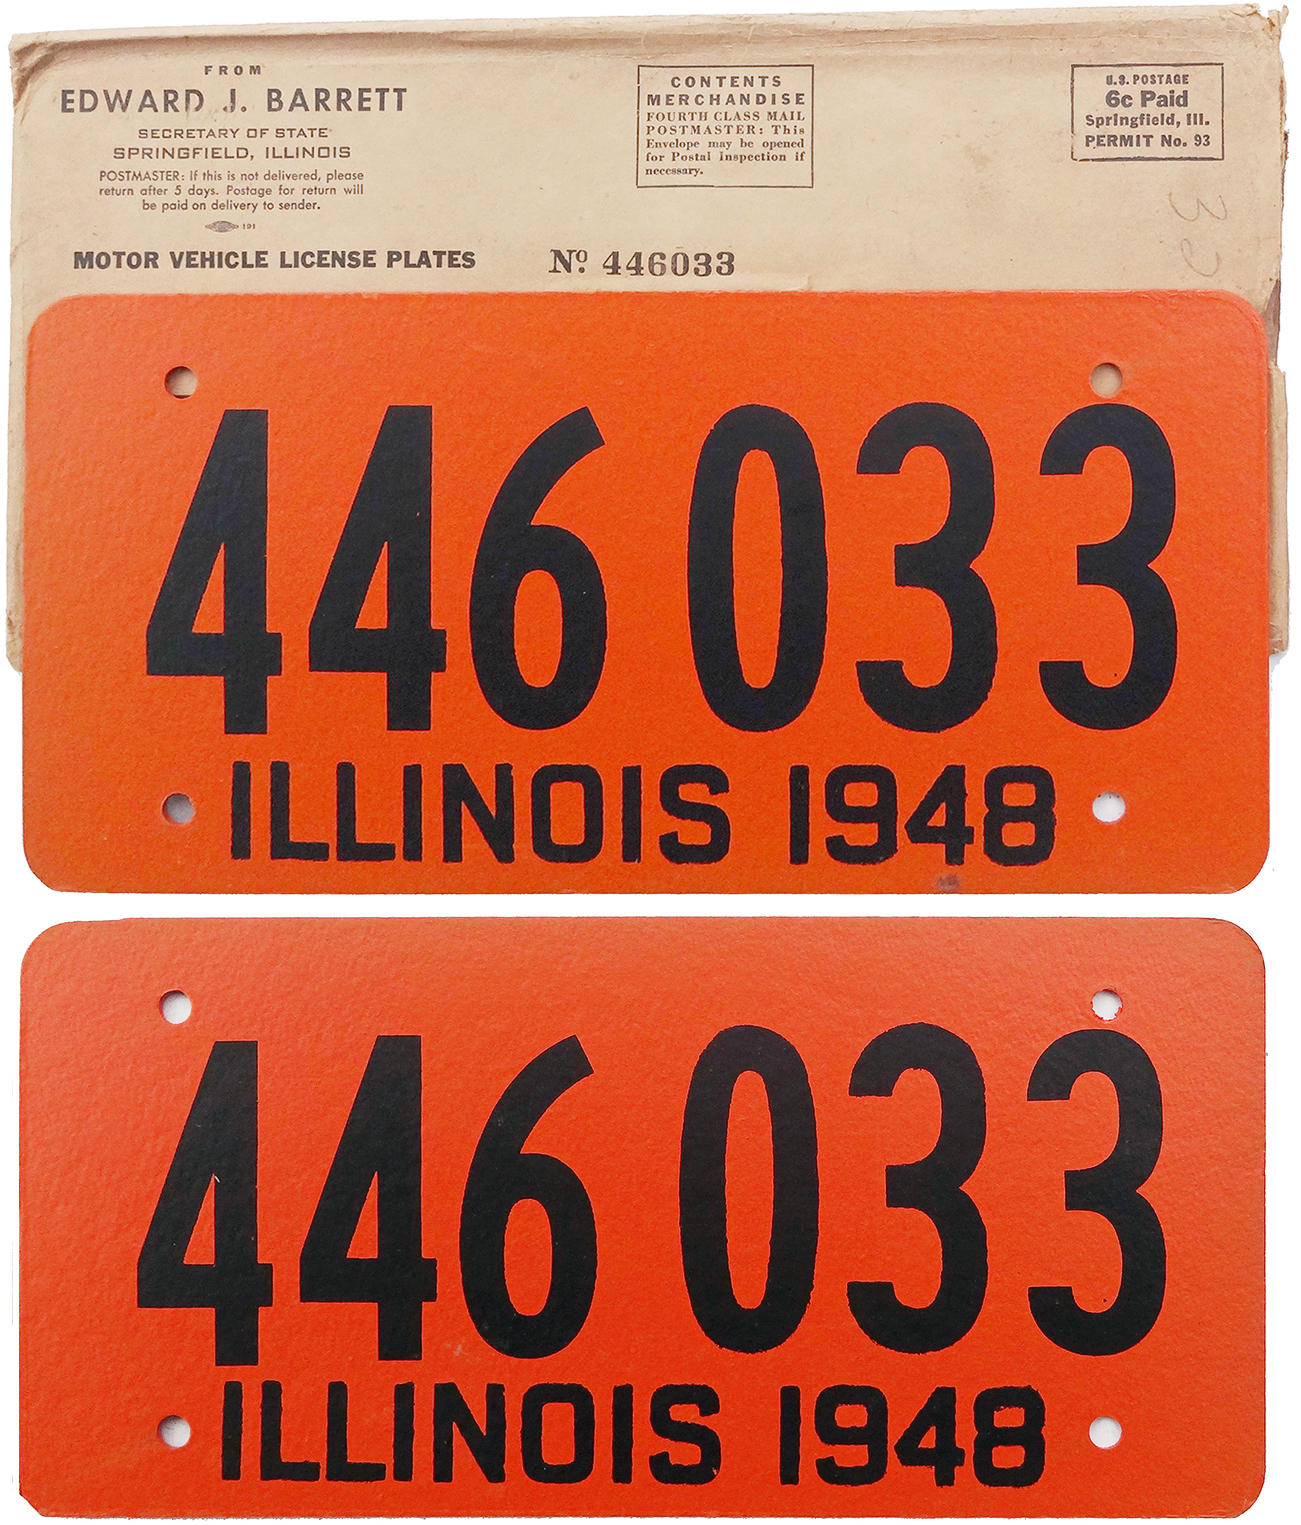 FROM
EDWARD J. BARRETT
SECRETARY OF STATE
SPRINGFIELD, ILLINOIS
POSTMASTER: If this is not delivered, please
return after 5 days. Postage for return will
be paid on delivery to sender.
191
MOTOR VEHICLE LICENSE PLATES
No. 446033
CONTENTS
MERCHANDISE
FOURTH CLASS MAIL
POSTMASTER: This
Envelope may be opened
for Postal Inspection if
necessary.
U.S. POSTAGE
6c Paid
Springfield, Ill.
PERMIT No. 93
33
446 033
ILLINOIS 1948
446 033
ILLINOIS 1948